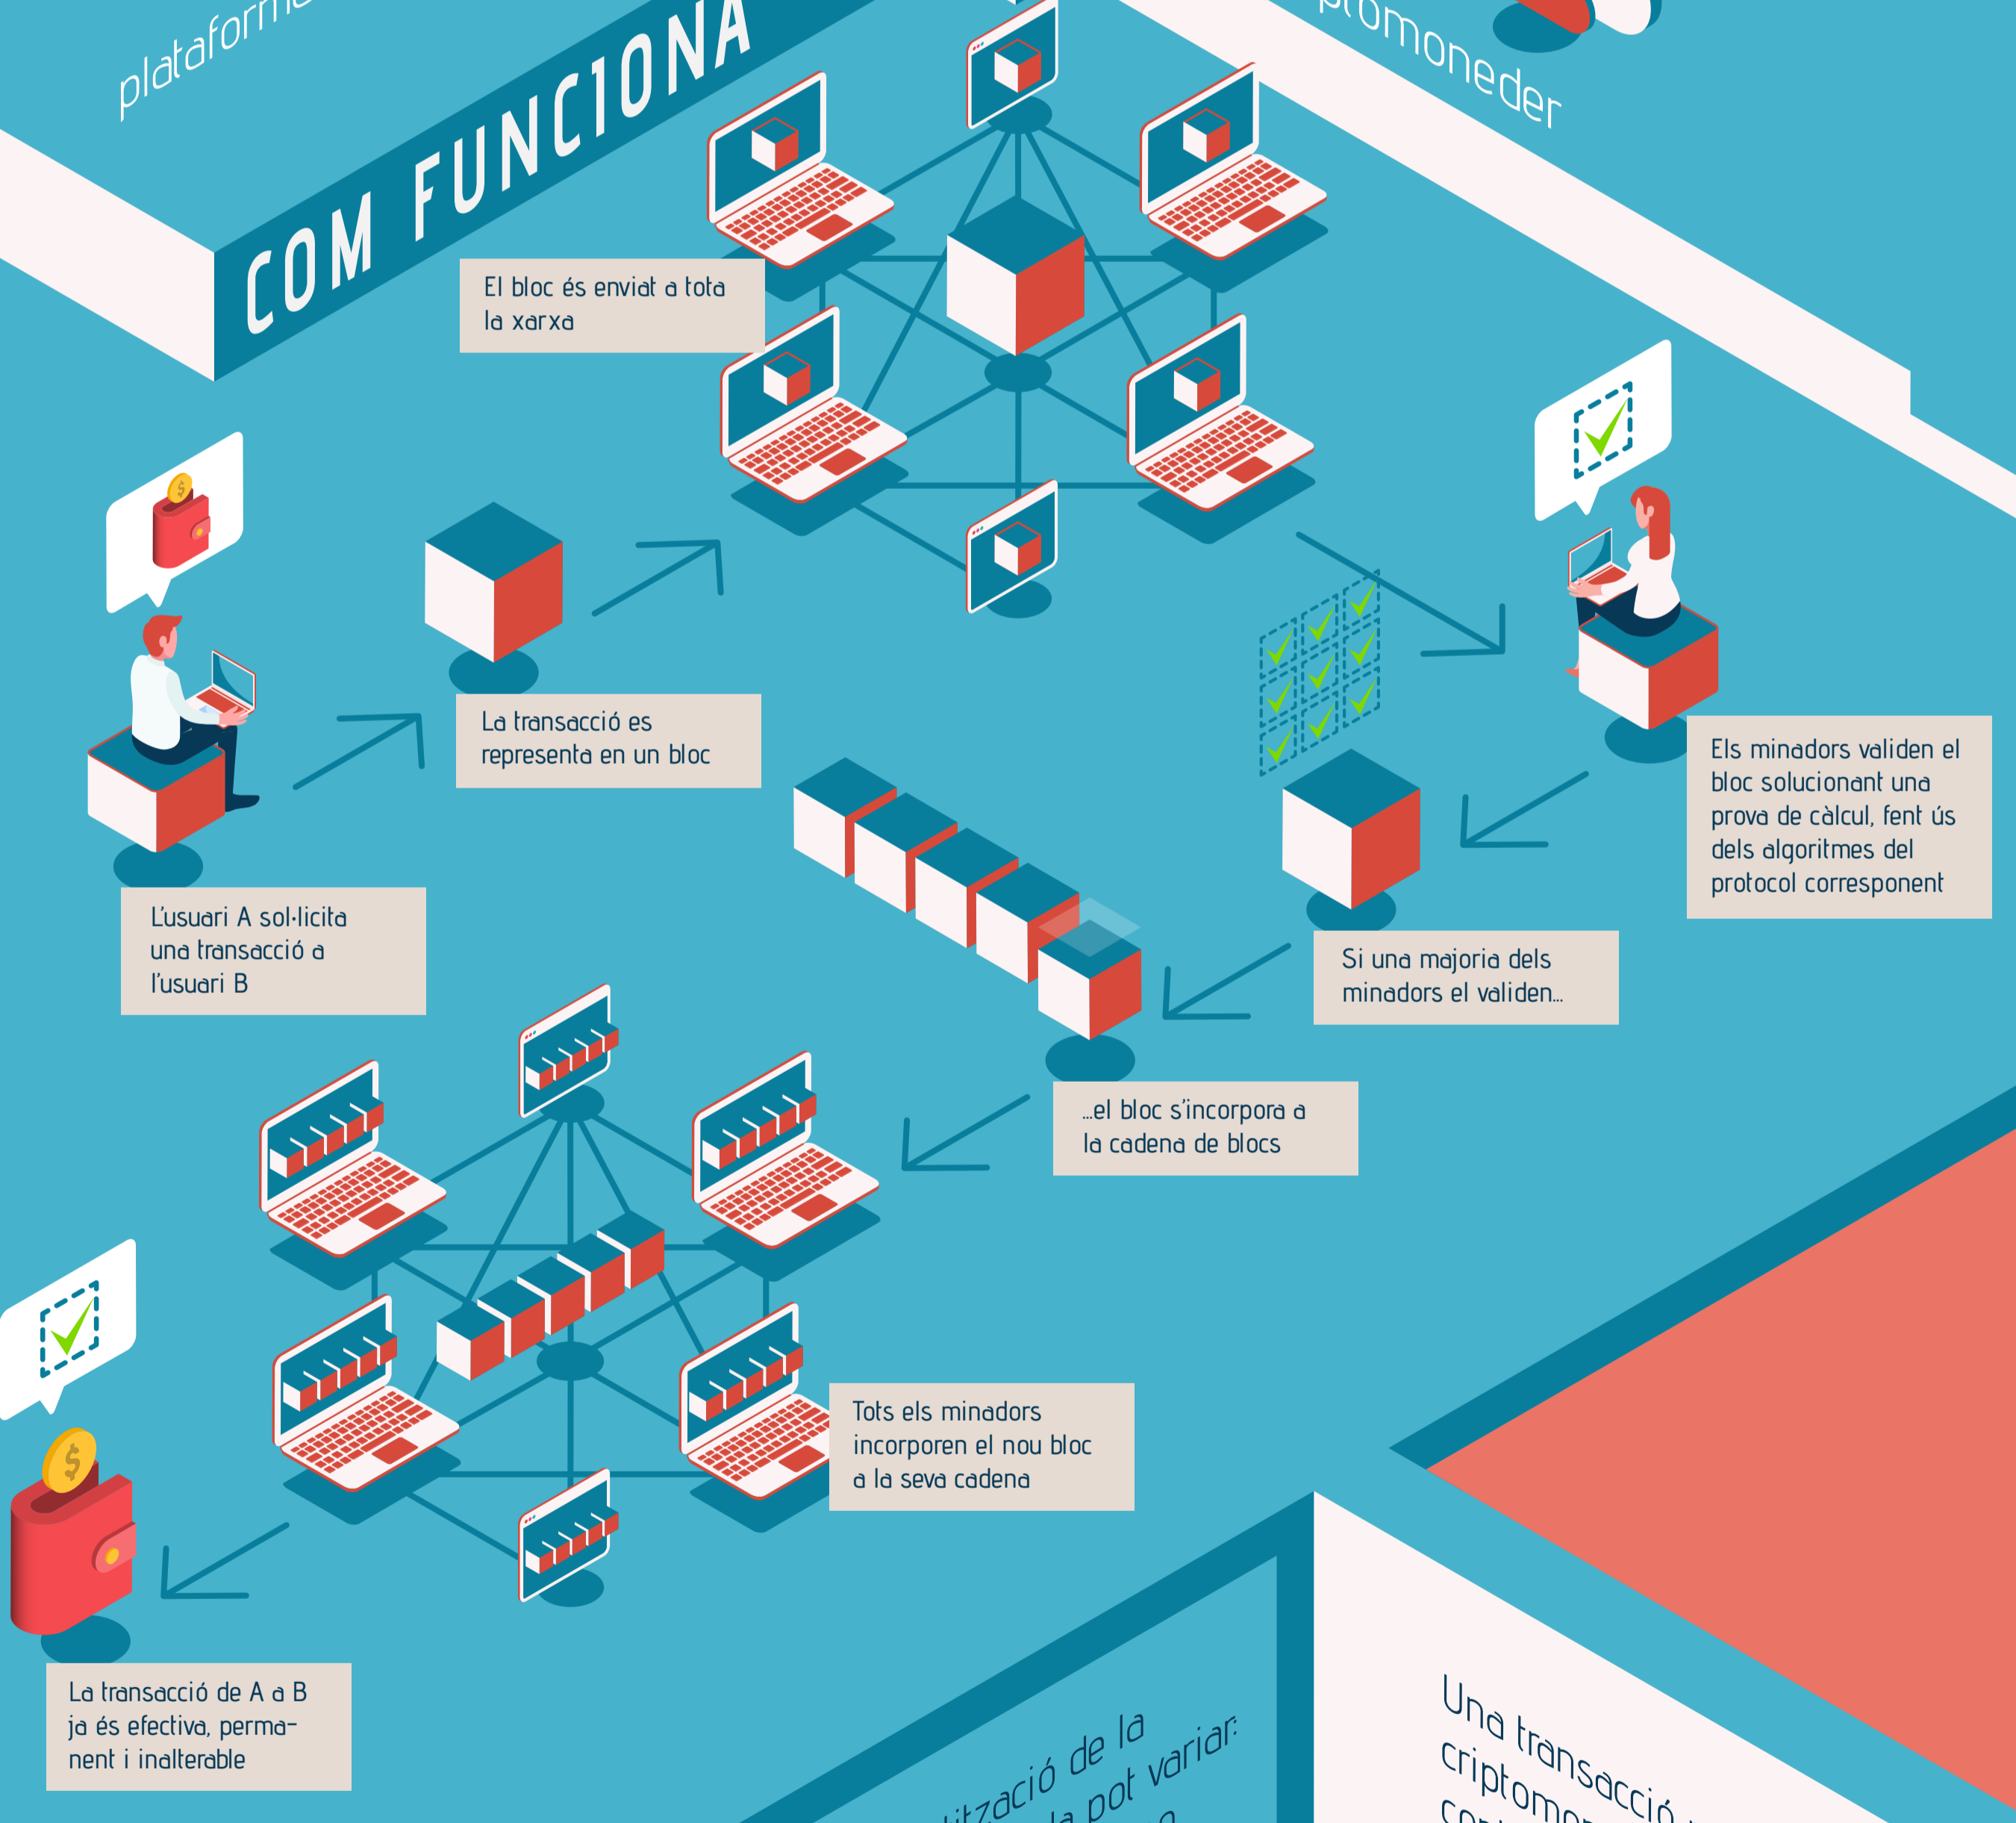 COM FUNCIONA
El bloc és enviat a tota
la xarxa
La transacció es
representa en un bloc
L'usuari A sol·licita
una transacció a
l'usuari B
Els minadors validen el
bloc solucionant una
prova de càlcul, fent ús
dels algoritmes del
protocol corresponent
Si una majoria dels
minadors el validen...
...el bloc s'incorpora a
la cadena de blocs
Tots els minadors
incorporen el nou bloc
a la seva cadena
La transacció de A a B
ja és efectiva, perma-
nent i inalterable
de la
pot variar:
Una transacció